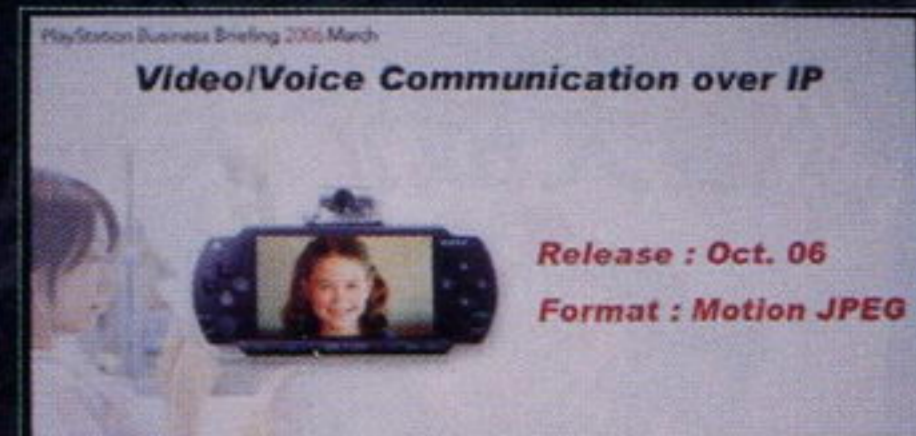 PlayStation Business Briefing 2006 March
Video/Voice Communication over IP
Release : Oct. 06
Format : Motion JPEG